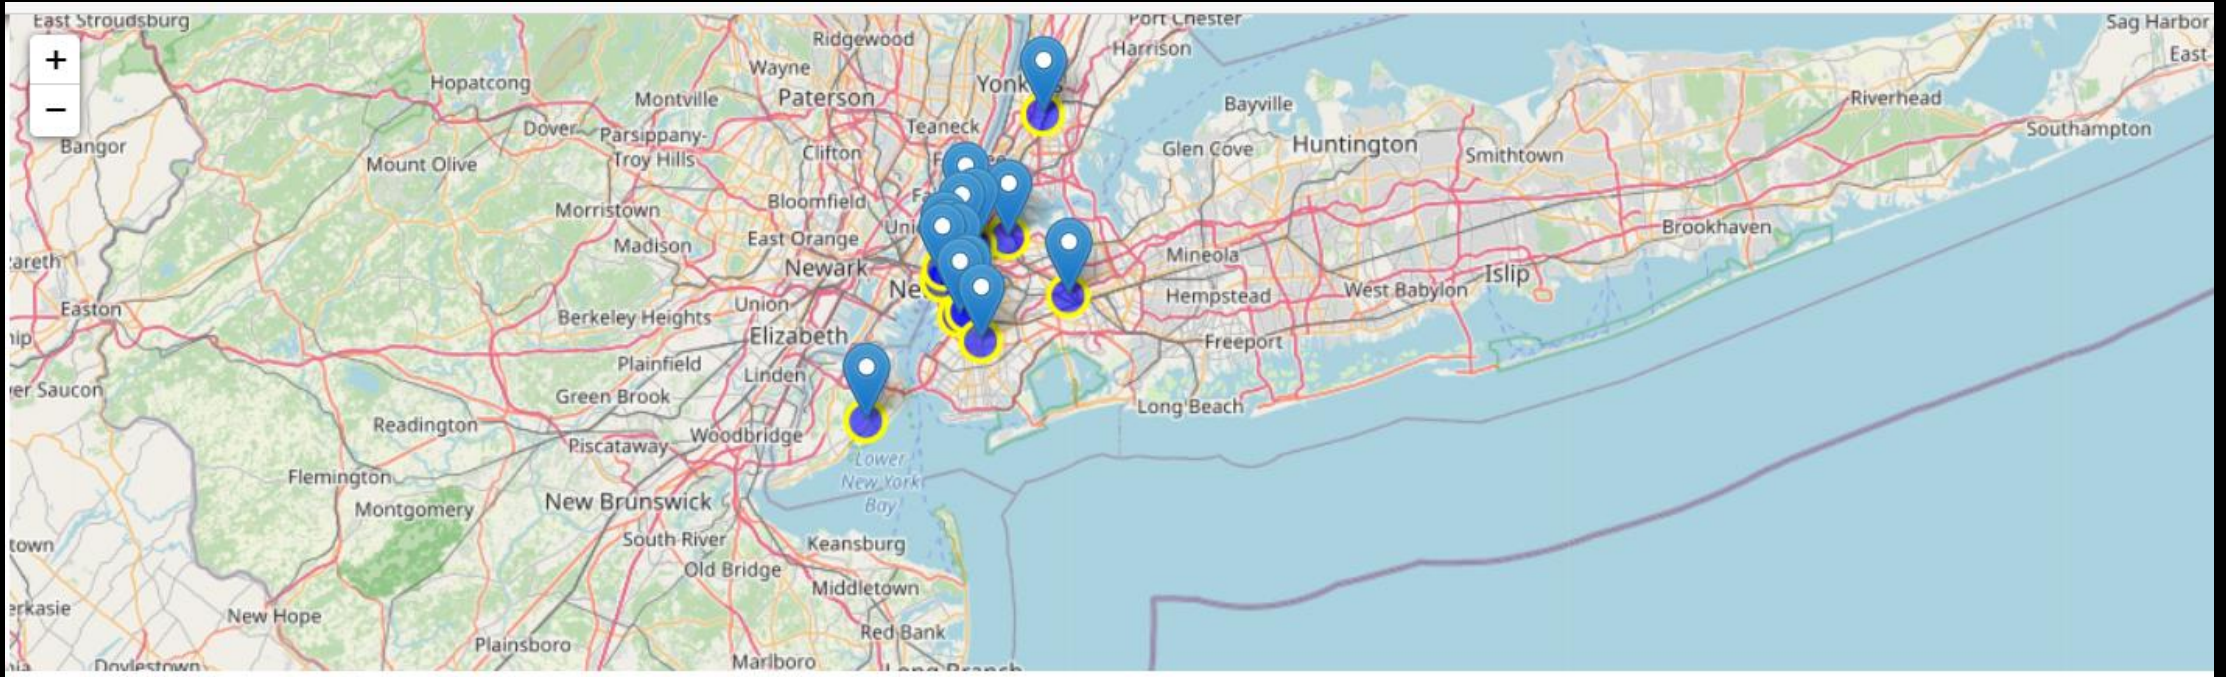 East Stroudsburg
Port Chester
Sag Harbor
Ridgewood
Harrison
East
+
Wayne
Hopatcong
Montville
Paterson
Bayville
Riverhead
−
Dover
Parsippany-
Troy Hills
Teaneck
Southampton
Bangor
Clifton
Glen Cove
Huntington
Smithtown
Mount Olive
Bloomfield
Morristown
Brookhaven
East Orange
Madison
Mineola
Newark
Islip
Hempstead
West Babylon
Easton
Union
Berkeley Heights
Elizabeth
Freeport
Plainfield
Linden
er Saucon
Green Brook
Long Beach
Readington
Woodbridge
Piscataway
Lower
New York
Bay
Flemington
New Brunswick
Montgomery
South River
Keansburg
town
Old Bridge
Middletown
erkasie
New Hope
Red Bank
Plainsboro
Marlboro
Long Branch
Doylestown